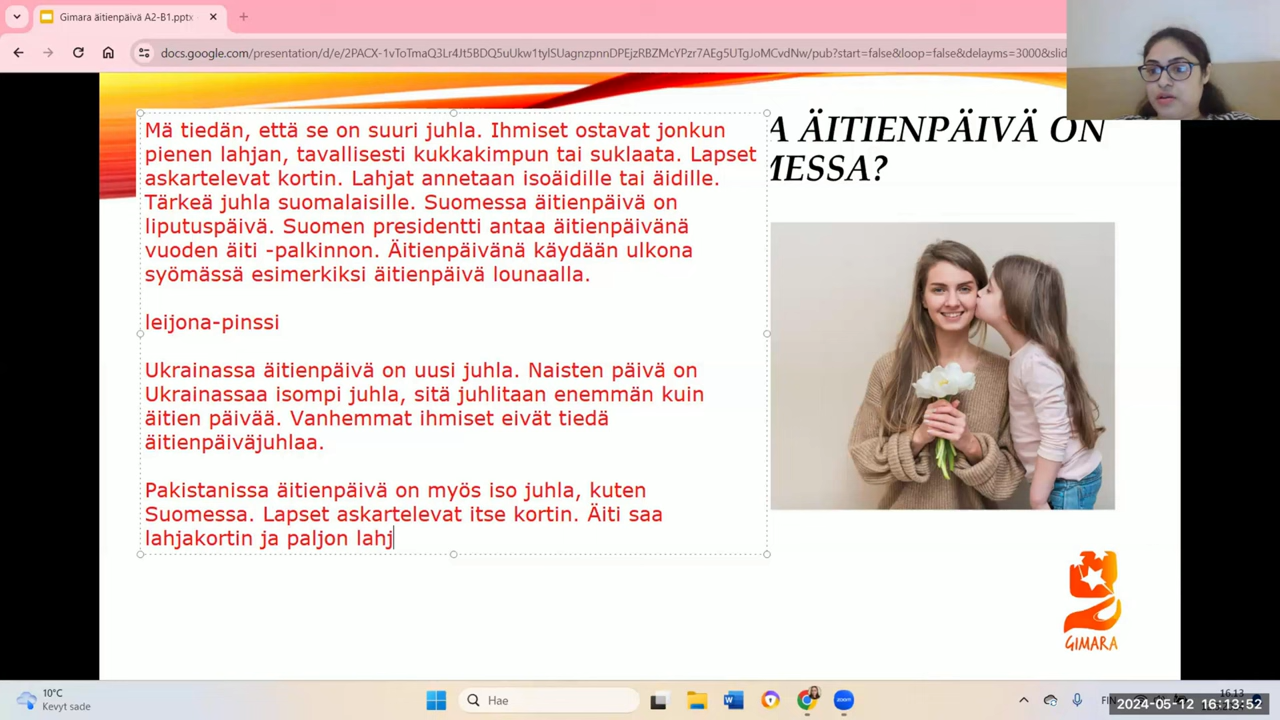 Gimara äitienpäivä A2-B1.pptx
docs.google.com/presentation/d/e/2PACX-1vToTmaQ3Lr4Jt5BDQ5uUkw1tylSUagnzpnnDPEjzRBZMcYPzr7AEg5UTgJoMCvdNw/pub?start=false&loop=false&delayms=3000&slid
A ÄITIENPÄIVÄ ON
MESSA?
Mä tiedän, että se on suuri juhla. Ihmiset ostavat jonkun
pienen lahjan, tavallisesti kukkakimpun tai suklaata. Lapset
askartelevat kortin. Lahjat annetaan isoäidille tai äidille.
Tärkeä juhla suomalaisille. Suomessa äitienpäivä on
liputuspäivä. Suomen presidentti antaa äitienpäivänä
vuoden äiti -palkinnon. Äitienpäivänä käydään ulkona
syömässä esimerkiksi äitienpäivä lounaalla.
leijona-pinssi
Ukrainassa äitienpäivä on uusi juhla. Naisten päivä on
Ukrainassaa isompi juhla, sitä juhlitaan enemmän kuin
äitien päivää. Vanhemmat ihmiset eivät tiedä
äitienpäiväjuhlaa.
Pakistanissa äitienpäivä on myös iso juhla, kuten
Suomessa. Lapset askartelevat itse kortin. Äiti saa
lahjakortin ja paljon lahj
GIMARA
10°C
Kevyt sade
Hae
FIN
16.13
2024-05-12 16:13:52